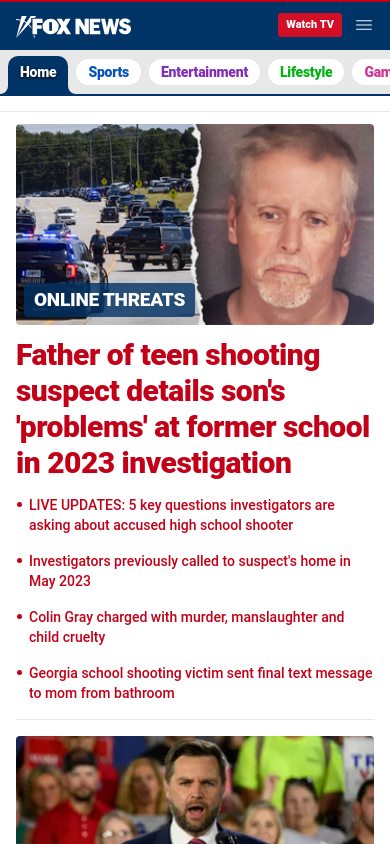 FOX NEWS
Watch TV
Home
Sports
Entertainment
Lifestyle
Gam
SHERIFF
ONLINE THREATS
Father of teen shooting
suspect details son's
'problems' at former school
in 2023 investigation
• LIVE UPDATES: 5 key questions investigators are
asking about accused high school shooter
• Investigators previously called to suspect's home in
May 2023
• Colin Gray charged with murder, manslaughter and
child cruelty
• Georgia school shooting victim sent final text message
to mom from bathroom